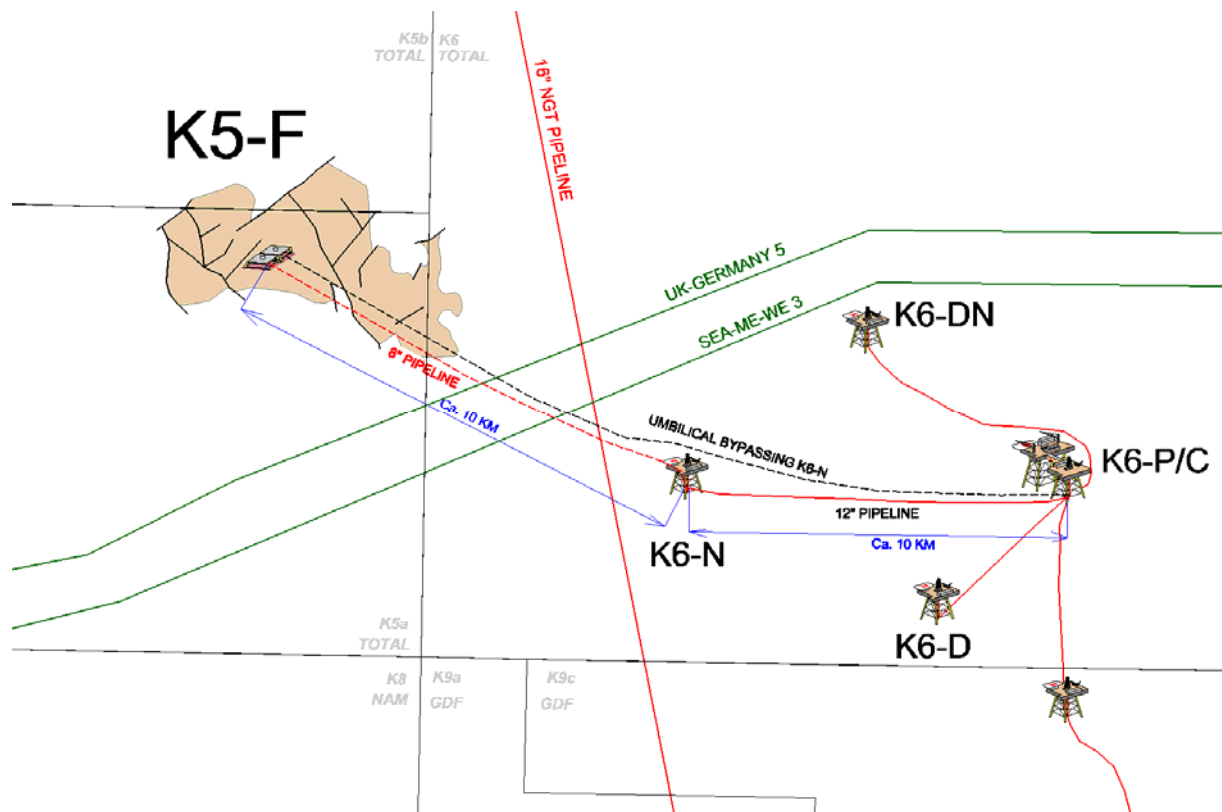 K5b K6
TOTAL TOTAL
K5-F
16" NGT PIPELINE
UK-GERMANY 5
SEA-ME-WE 3
K6-DN
8" PIPELINE
Ca. 10 KM
UMBILICAL BYPASSING K6-N
K6-P/C
12" PIPELINE
Ca. 10 KM
K6-N
K6-D
K5a
TOTAL
K8 K9a K9c
NAM GDF GDF